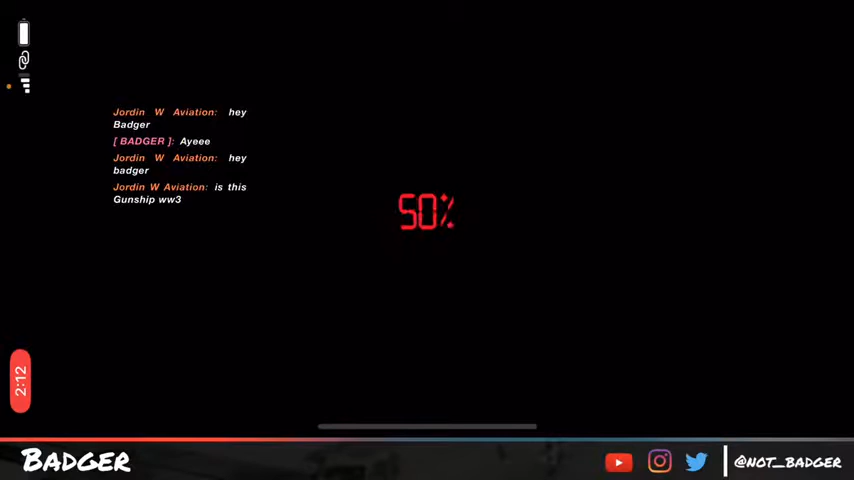 Jordin W Aviation: hey
Badger
[ BADGER ]: Ayeee
Jordin W Aviation: hey
badger
Jordin W Aviation: is this
Gunship ww3
50%
2:12
BADGER
@NOT_BADGER